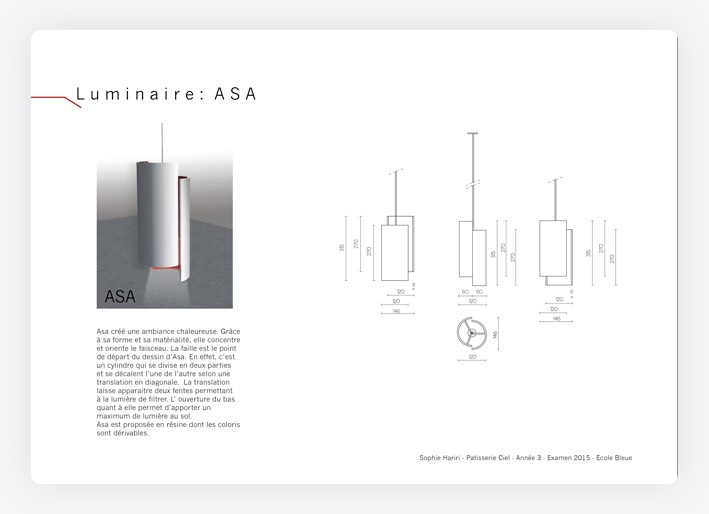 Luminaire: ASA
ASA
Asa créé une ambiance chaleureuse. Grâce
à sa forme et sa matérialité, elle concentre
et oriente le faisceau. La faille est le point
de départ du dessin d'Asa. En effet, c'est
un cylindre qui se divise en deux parties
et se décalent l'une de l'autre selon une
translation en diagonale. La translation
laisse apparaitre deux fentes permettant
à la lumière de filtrer. L' ouverture du bas
quant à elle permet d'apporter un
maximum de lumière au sol.
Asa est proposée en résine dont les coloris
sont dérivables.
315
270
270
120
120
146
315
270
270
60 60
120
146
120
315
270
270
120
120
146
Sophie Hariri - Patisserie Ciel - Année 3 - Examen 2015 - Ecole Bleue